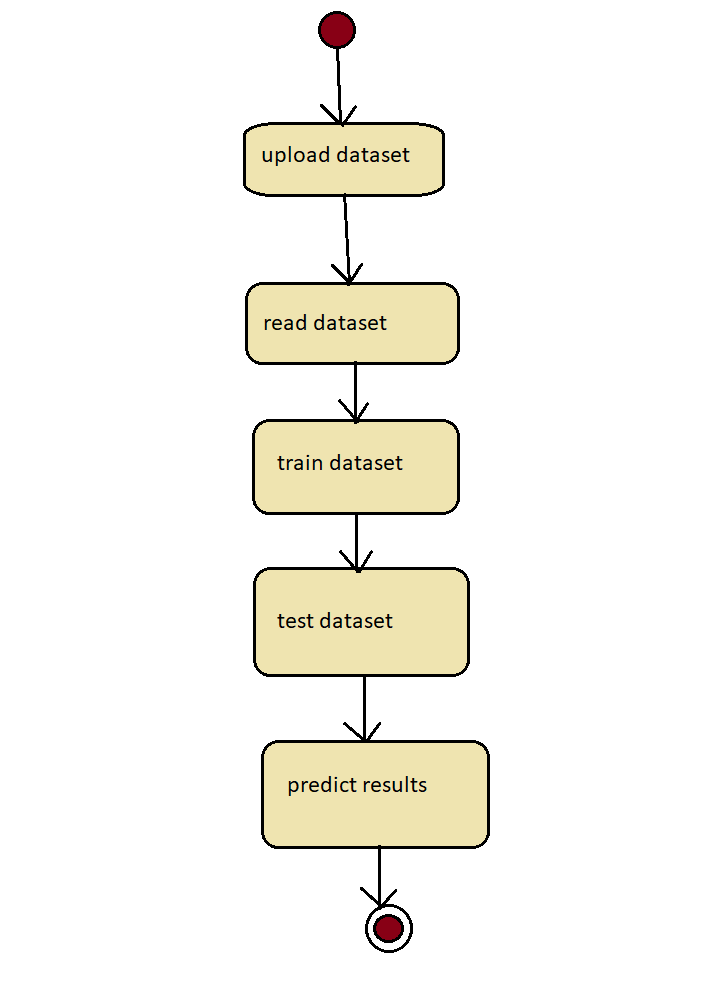 upload dataset
read dataset
train dataset
test dataset
predict results